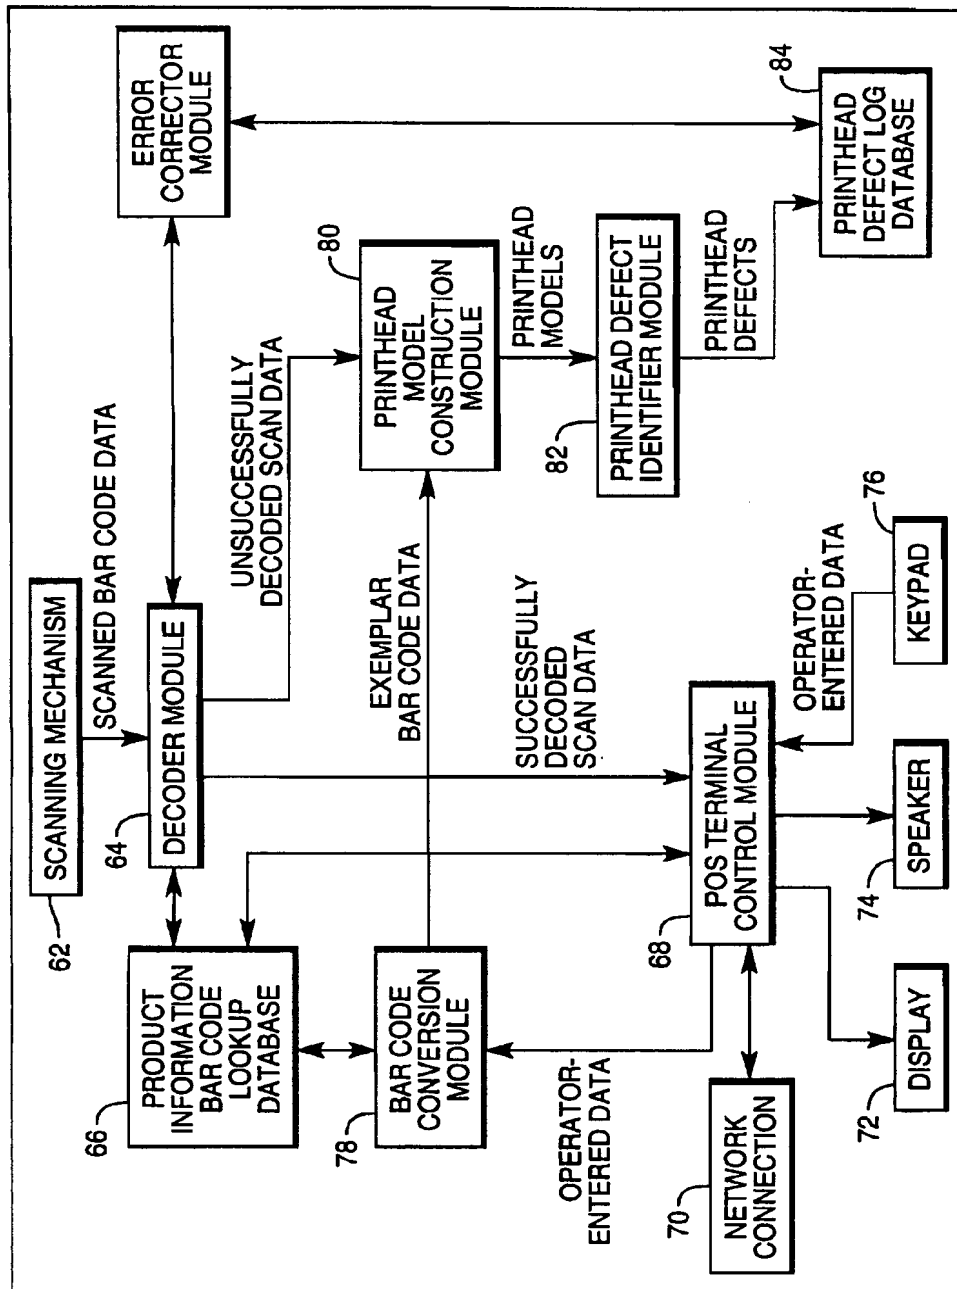 62
SCANNING MECHANISM
SCANNED BAR CODE DATA
ERROR
CORRECTOR
MODULE
66
PRODUCT
INFORMATION
BAR CODE
LOOKUP
DATABASE
64
DECODER MODULE
UNSUCCESSFULLY
DECODED SCAN DATA
78
BAR CODE
CONVERSION
MODULE
EXEMPLAR
BAR CODE DATA
PRINTHEAD
MODEL
CONSTRUCTION
MODULE
80
SUCCESSFULLY
DECODED
SCAN DATA
PRINTHEAD
MODELS
OPERATOR-
ENTERED DATA
82
PRINTHEAD DEFECT
IDENTIFIER MODULE
68
POS TERMINAL
CONTROL MODULE
PRINTHEAD
DEFECTS
70
NETWORK
CONNECTION
OPERATOR-
ENTERED DATA
84
PRINTHEAD
DEFECT LOG
DATABASE
72
DISPLAY
74
SPEAKER
76
KEYPAD